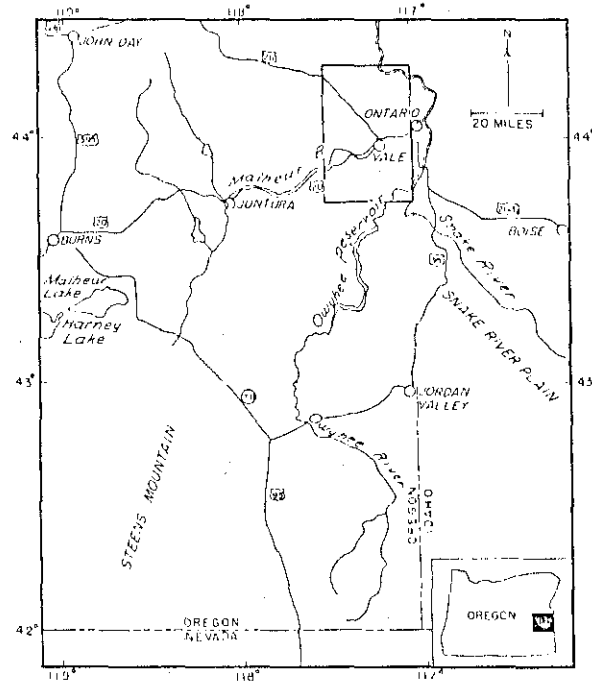 118°
117°
JOHN DAY
N
ONTARIO
20 MILES
44°
44°
VALE
Malheur
R
JUNTURA
20
BURNS
BOISE
Malheur
Lake
Harney
Lake
Owyhee Reservoir
Snake River
SNAKE RIVER PLAIN
43°
43°
JORDAN
VALLEY
Owyhee River
STEENS MOUNTAIN
OREGON
IDAHO
OREGON
NEVADA
42°
42°
OREGON
118°
117°